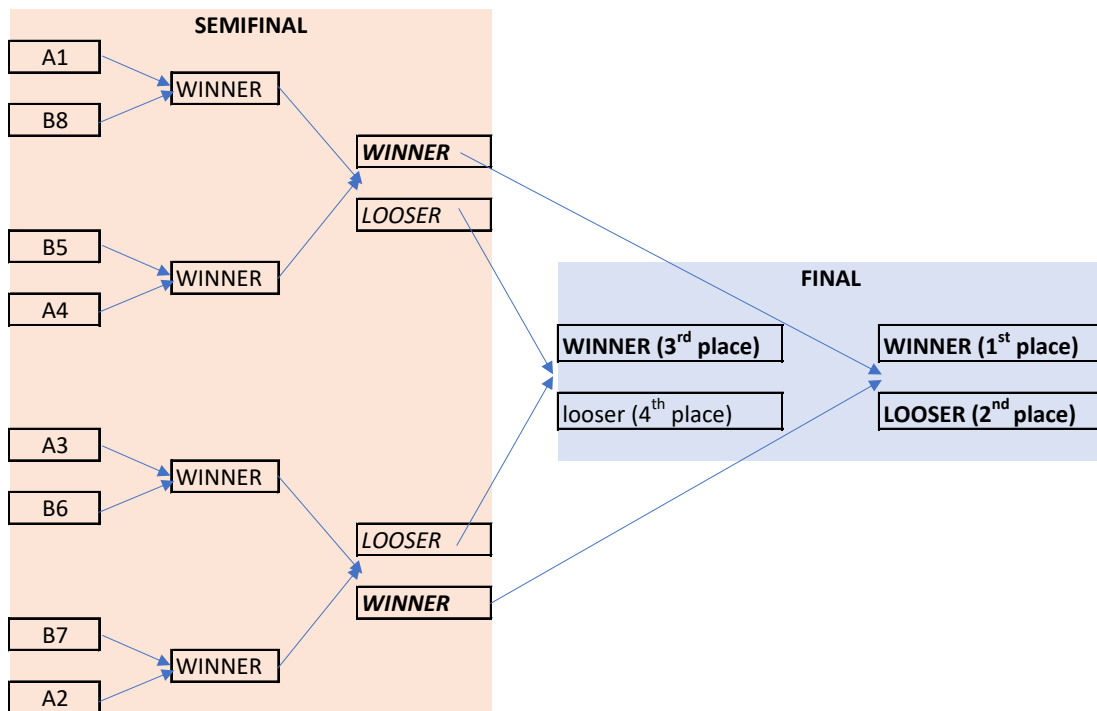 SEMIFINAL
A1
WINNER
B8
WINNER
LOOSER
B5
WINNER
A4
FINAL
WINNER (3rd place)
WINNER (1st place)
looser (4th place)
LOOSER (2nd place)
A3
WINNER
B6
LOOSER
WINNER
B7
WINNER
A2